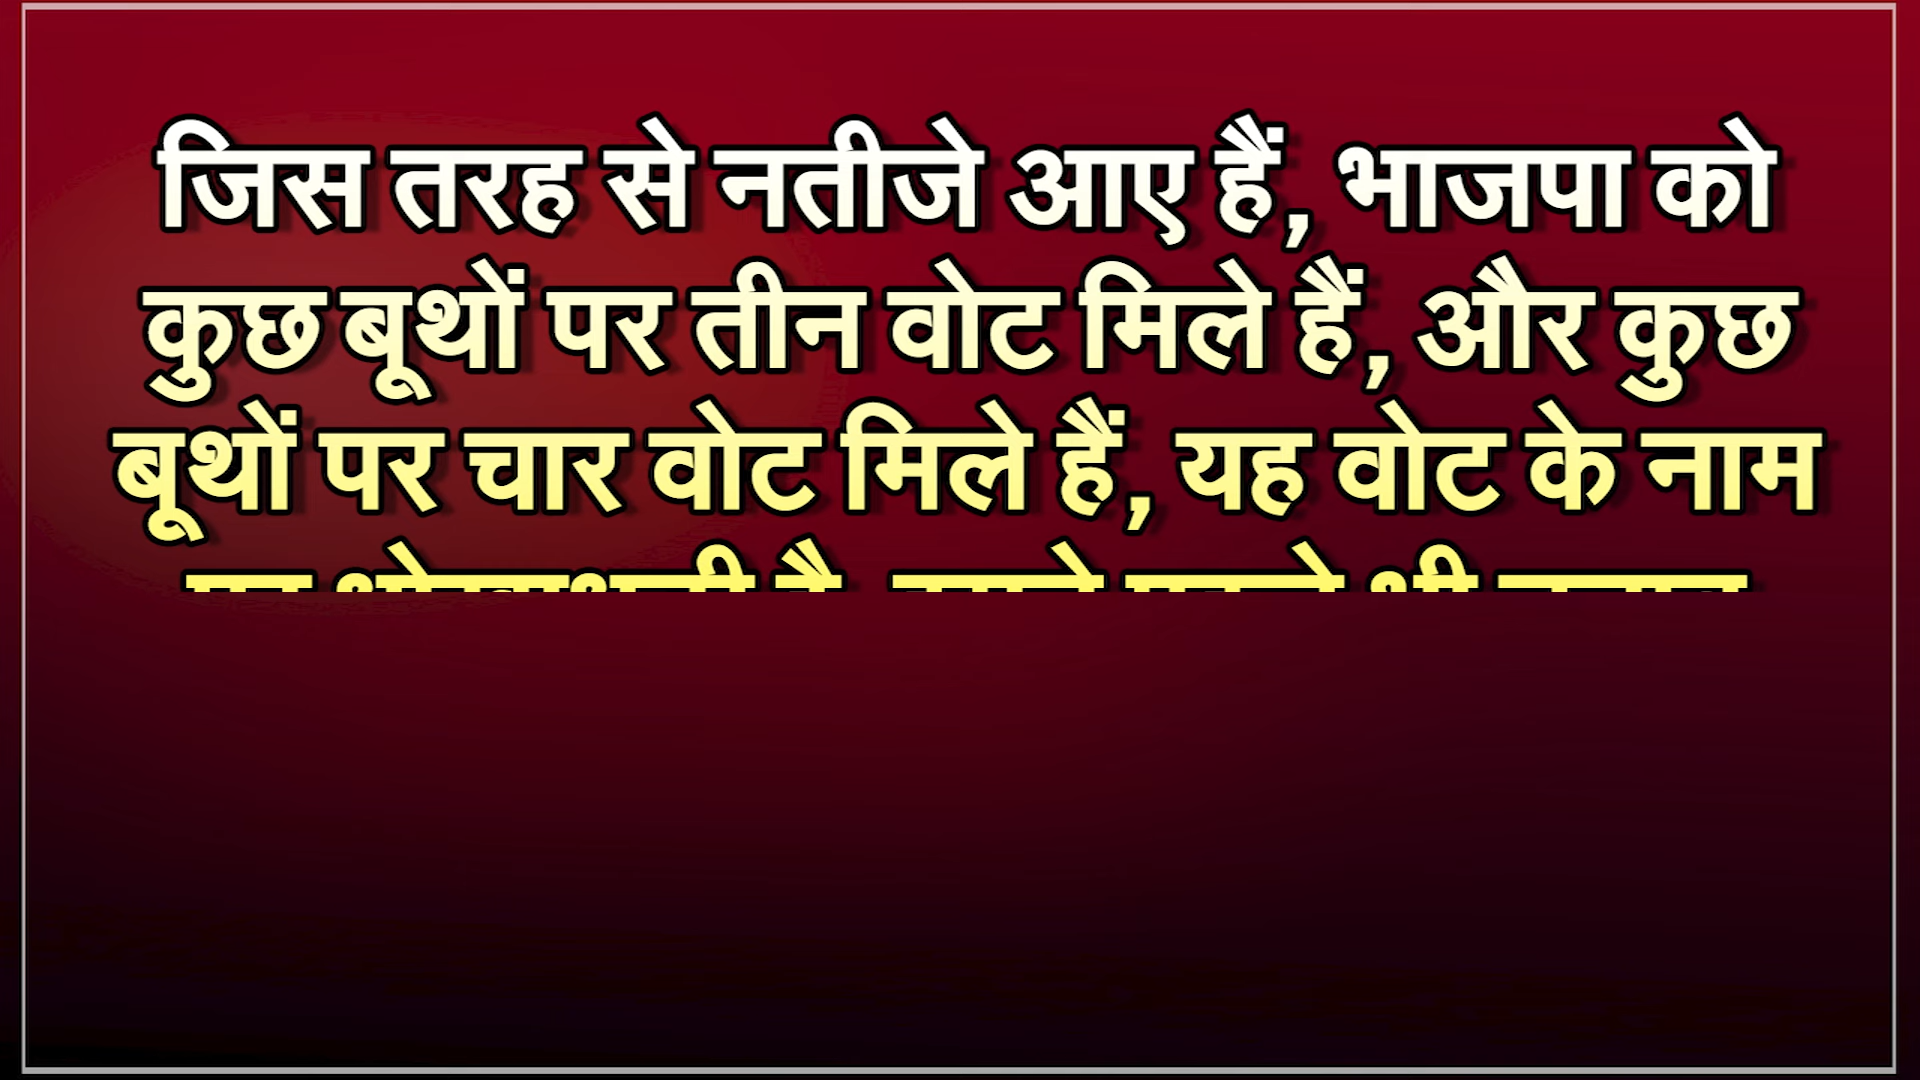 जिस तरह से नतीजे आए हैं, भाजपा को
कुछ बूथों पर तीन वोट मिले हैं, और कुछ
बूथों पर चार वोट मिले हैं, यह वोट के नाम